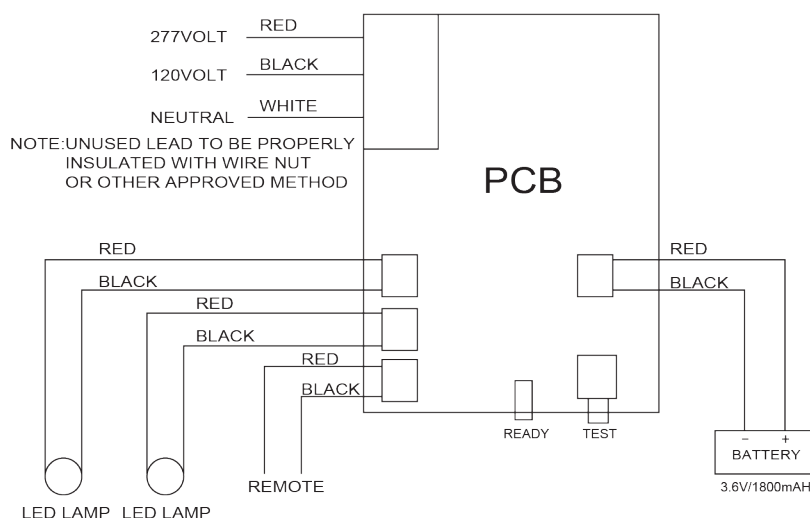 RED
277VOLT
BLACK
120VOLT
WHITE
NEUTRAL
NOTE:UNUSED LEAD TO BE PROPERLY
INSULATED WITH WIRE NUT
OR OTHER APPROVED METHOD
PCB
RED
BLACK
RED
BLACK
RED
BLACK
RED
BLACK
READY
TEST
- +
BATTERY
3.6V/1800mAH
REMOTE
LED LAMP
LED LAMP